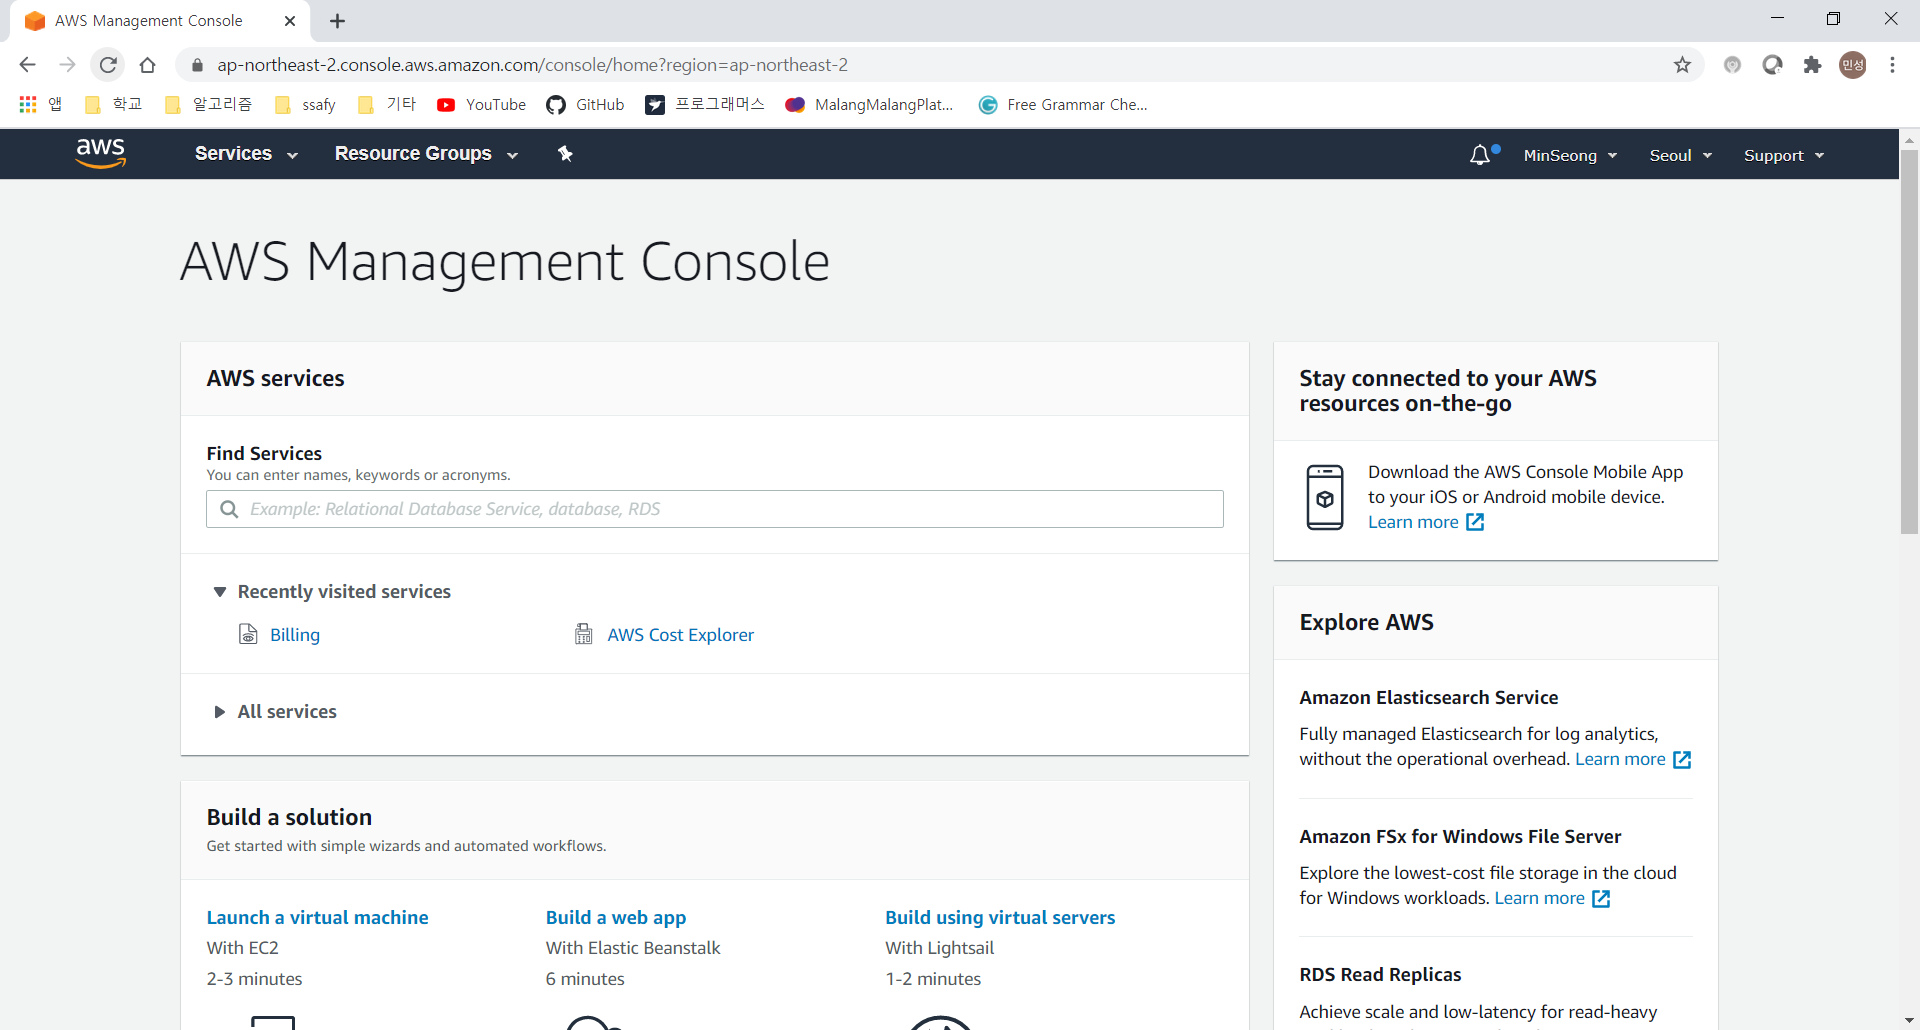 AWS Management Console
ap-northeast-2.console.aws.amazon.com/console/home?region=ap-northeast-2
민성
앱 학교 알고리즘 ssafy 기타 YouTube GitHub 프로그래머스 MalangMalangPlat... Free Grammar Che...
aws Services Resource Groups MinSeong Seoul Support
AWS Management Console
AWS services
Find Services
You can enter names, keywords or acronyms.
Example: Relational Database Service, database, RDS
Recently visited services
Billing AWS Cost Explorer
All services
Build a solution
Get started with simple wizards and automated workflows.
Launch a virtual machine
With EC2
2-3 minutes
Build a web app
With Elastic Beanstalk
6 minutes
Build using virtual servers
With Lightsail
1-2 minutes
Stay connected to your AWS
resources on-the-go
Download the AWS Console Mobile App
to your iOS or Android mobile device.
Learn more
Explore AWS
Amazon Elasticsearch Service
Fully managed Elasticsearch for log analytics,
without the operational overhead. Learn more
Amazon FSx for Windows File Server
Explore the lowest-cost file storage in the cloud
for Windows workloads. Learn more
RDS Read Replicas
Achieve scale and low-latency for read-heavy